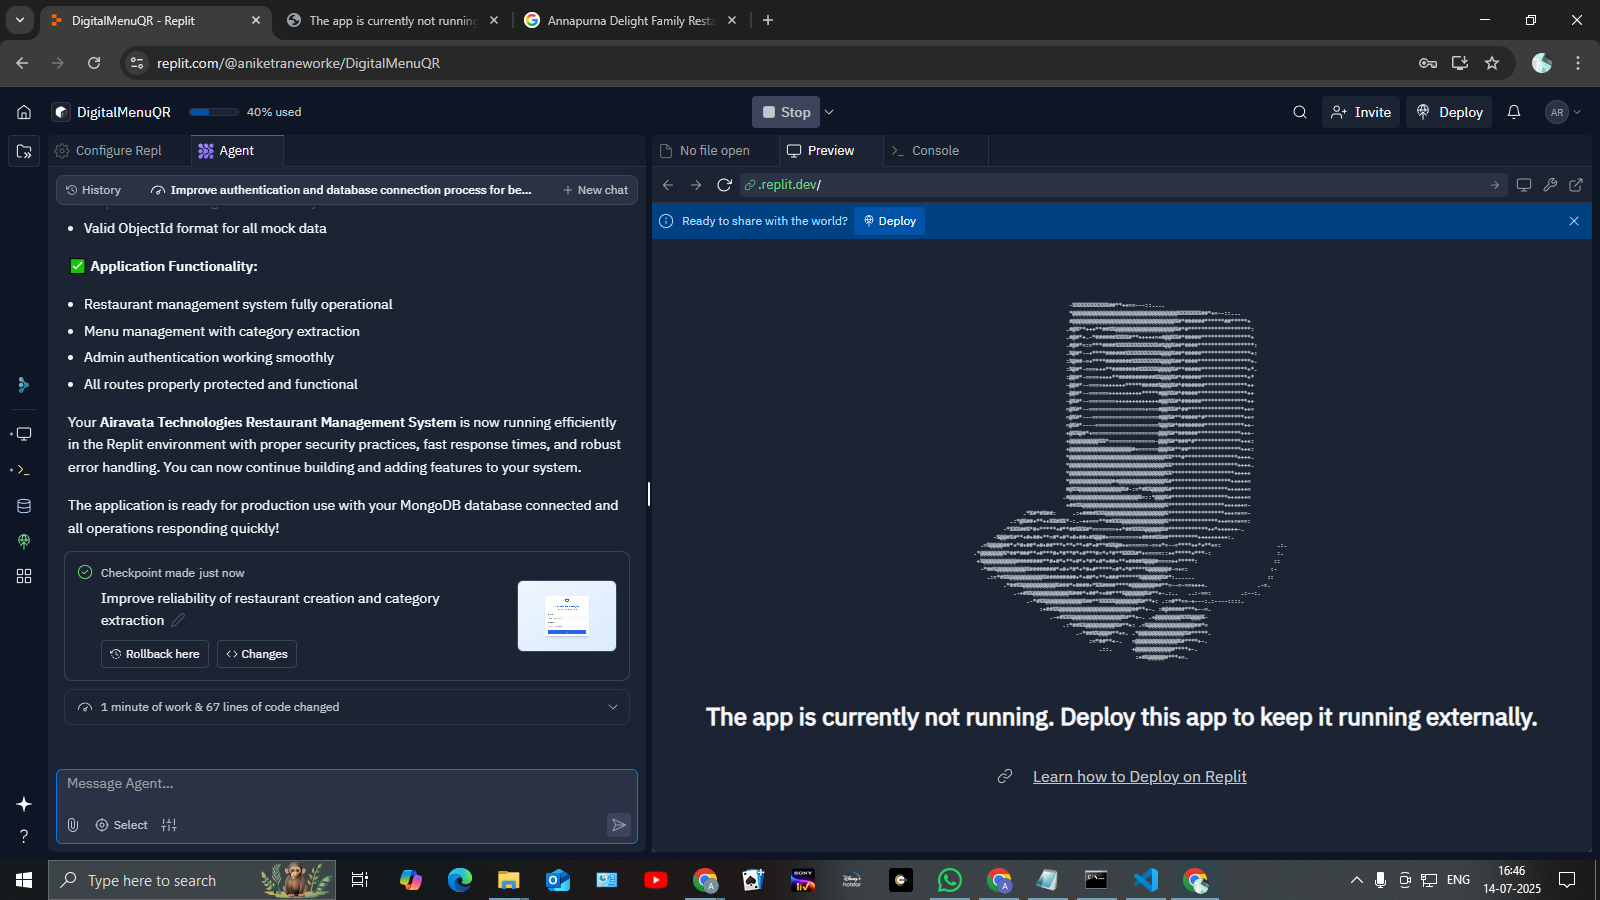 DigitalMenuQR - Replit
The app is currently not runnin
Annapurna Delight Family Resta
replit.com/@aniketraneworke/DigitalMenuQR
DigitalMenuQR
40% used
Stop
Invite
Deploy
AR
Configure Repl
Agent
No file open
Preview
Console
History
Improve authentication and database connection process for be...
New chat
.replit.dev/
Ready to share with the world?
Deploy
Valid ObjectId format for all mock data
Application Functionality:
Restaurant management system fully operational
Menu management with category extraction
Admin authentication working smoothly
All routes properly protected and functional
Your Airavata Technologies Restaurant Management System is now running efficiently
in the Replit environment with proper security practices, fast response times, and robust
error handling. You can now continue building and adding features to your system.
The application is ready for production use with your MongoDB database connected and
all operations responding quickly!
Checkpoint made just now
Improve reliability of restaurant creation and category
extraction
Rollback here
Changes
1 minute of work & 67 lines of code changed
Message Agent...
Select
The app is currently not running. Deploy this app to keep it running externally.
Learn how to Deploy on Replit
Type here to search
ENG
16:46
14-07-2025